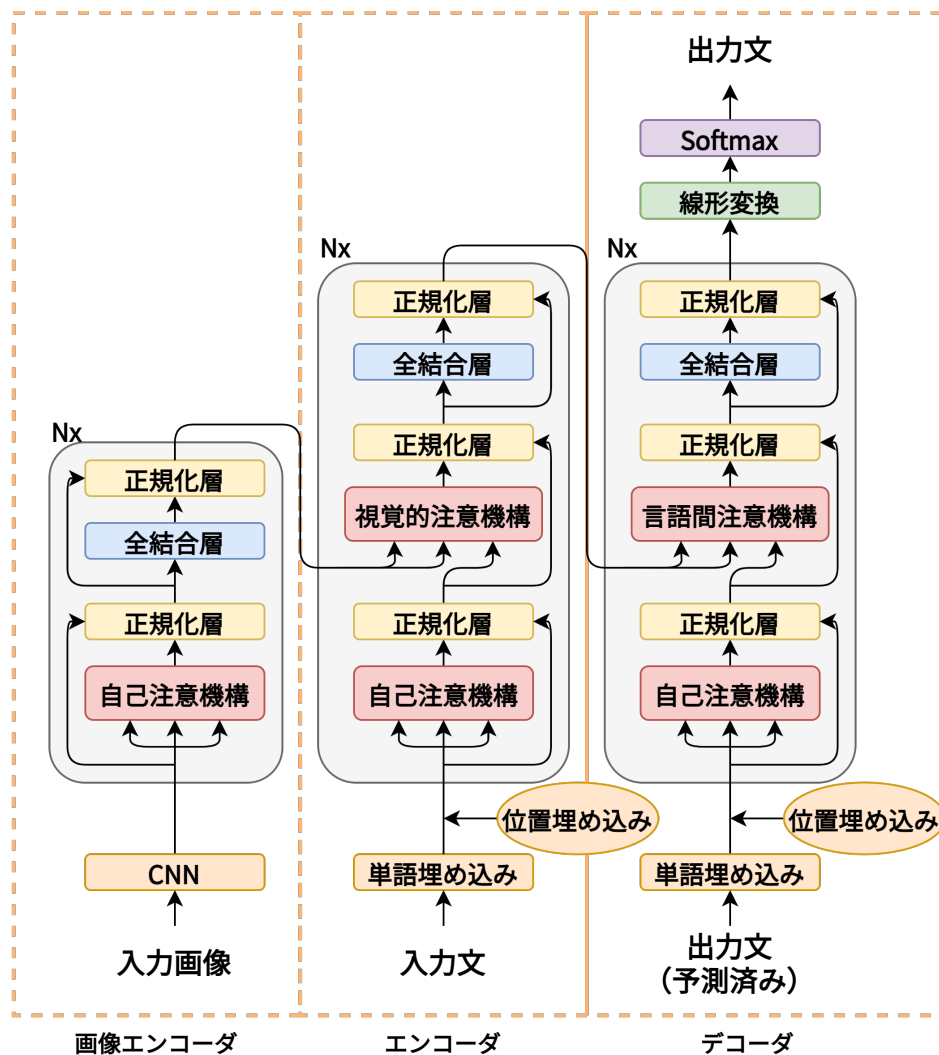 Nx
正規化層
全結合層
正規化層
自己注意機構
CNN
入力画像
画像エンコーダ
Nx
正規化層
全結合層
正規化層
視覚的注意機構
正規化層
自己注意機構
位置埋め込み
単語埋め込み
入力文
エンコーダ
出力文
Softmax
線形変換
Nx
正規化層
全結合層
正規化層
言語間注意機構
正規化層
自己注意機構
位置埋め込み
単語埋め込み
出力文
（予測済み）
デコーダ